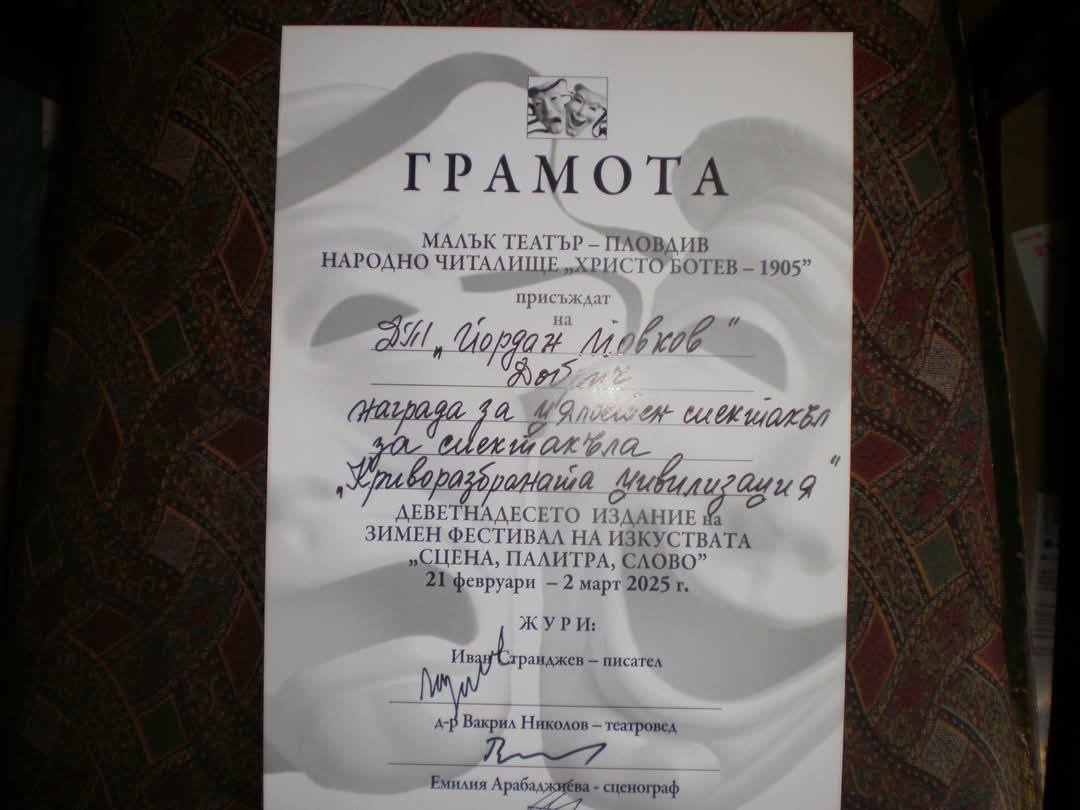 ГРАМОТА
МАЛЪК ТЕАТЪР – ПЛОВДИВ
НАРОДНО ЧИТАЛИЩЕ „ХРИСТО БОТЕВ – 1905”
присъждат
на
ДТ „Йордан Йовков"
Добрич
награда за цялостен спектакъл
за спектакъла
„Криворазбраната цивилизация"
ДЕВЕТНАДЕСЕТО ИЗДАНИЕ на
ЗИМЕН ФЕСТИВАЛ НА ИЗКУСТВАТА
„СЦЕНА, ПАЛИТРА, СЛОВО”
21 февруари – 2 март 2025 г.
ЖУРИ:
Иван Странджев – писател
д-р Вакрил Николов – театровед
Емилия Арабаджиева - сценограф